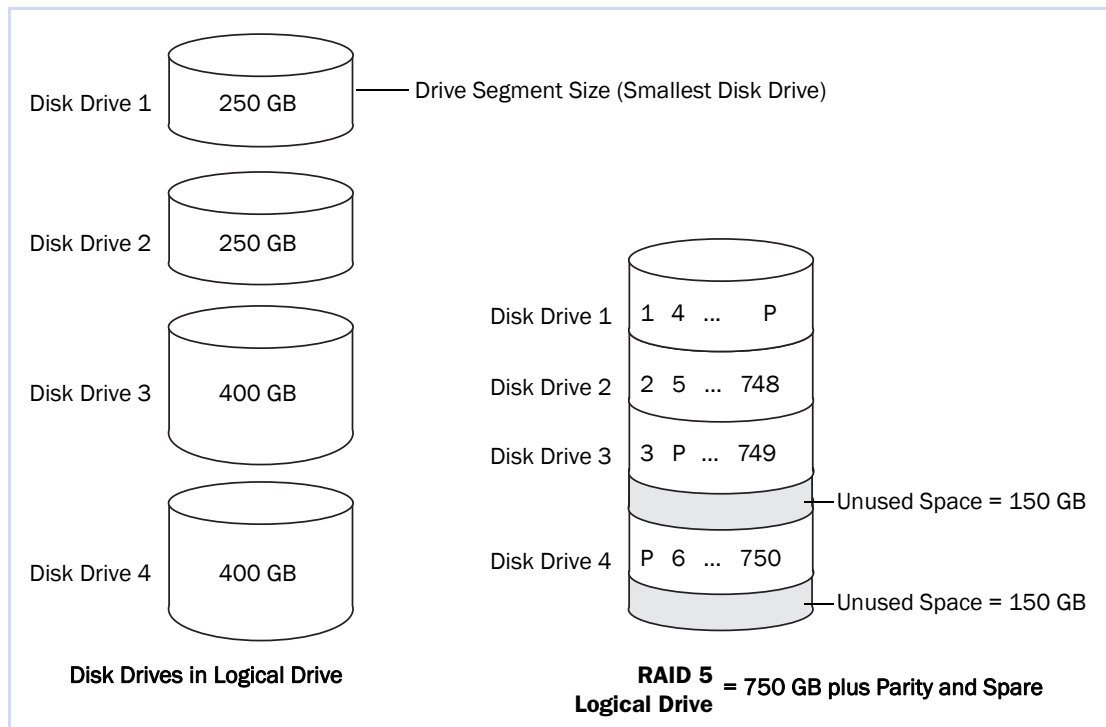 Disk Drive 1
250 GB
Drive Segment Size (Smallest Disk Drive)
Disk Drive 2
250 GB
Disk Drive 3
400 GB
Disk Drive 4
400 GB
Disk Drives in Logical Drive
Disk Drive 1
1 4 ... P
Disk Drive 2
2 5 ... 748
Disk Drive 3
3 P ... 749
Unused Space = 150 GB
Disk Drive 4
P 6 ... 750
Unused Space = 150 GB
RAID 5
Logical Drive
= 750 GB plus Parity and Spare